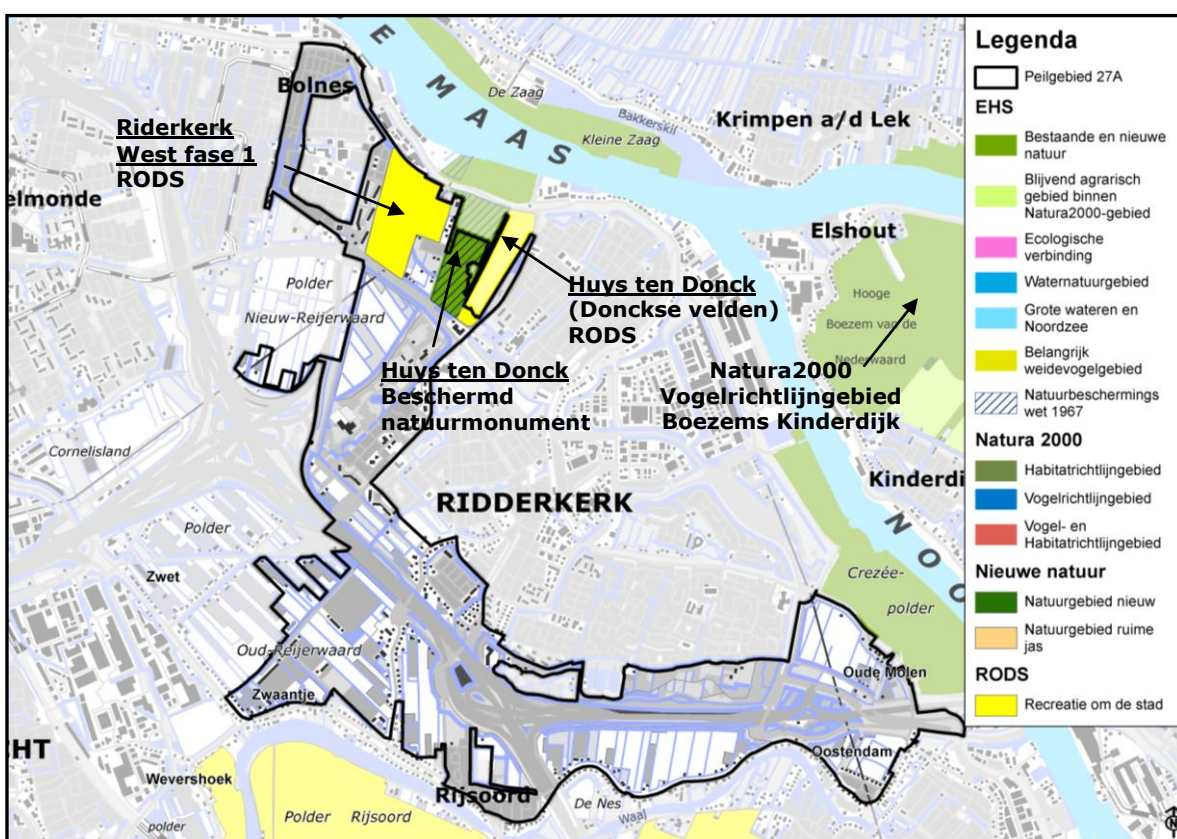 E
MAAS
De Zaag
Bakkerskil
Kleine Zaag
Krimpen a/d Lek
Bolnes
Riderkerk
West fase 1
RODS
elmonde
Elshout
Polder
Nieuw-Reijerwaard
Hooge
Boezem van de
Nederwaard
Huys ten Donck
(Donckse velden)
RODS
Huys ten Donck
Beschermd
natuurmonument
Natura2000
Vogelrichtlijngebied
Boezems Kinderdijk
Cornelisland
Kinderdi
RIDDERKERK
NOO
Polder
Zwet
Crezée-
polder
Oud-Reijerwaard
Zwaantje
Oude Molen
Oostendam
CHT
Wevershoek
Rijsoord
De Nes
Waal
polder
Polder Rijsoord
Legenda
Peilgebied 27A
EHS
Bestaande en nieuwe
natuur
Blijvend agrarisch
gebied binnen
Natura2000-gebied
Ecologische
verbinding
Waternatuurgebied
Grote wateren en
Noordzee
Belangrijk
weidevogelgebied
Natuurbeschermings
wet 1967
Natura 2000
Habitatrichtlijngebied
Vogelrichtlijngebied
Vogel- en
Habitatrichtlijngebied
Nieuwe natuur
Natuurgebied nieuw
Natuurgebied ruime
jas
RODS
Recreatie om de stad
N